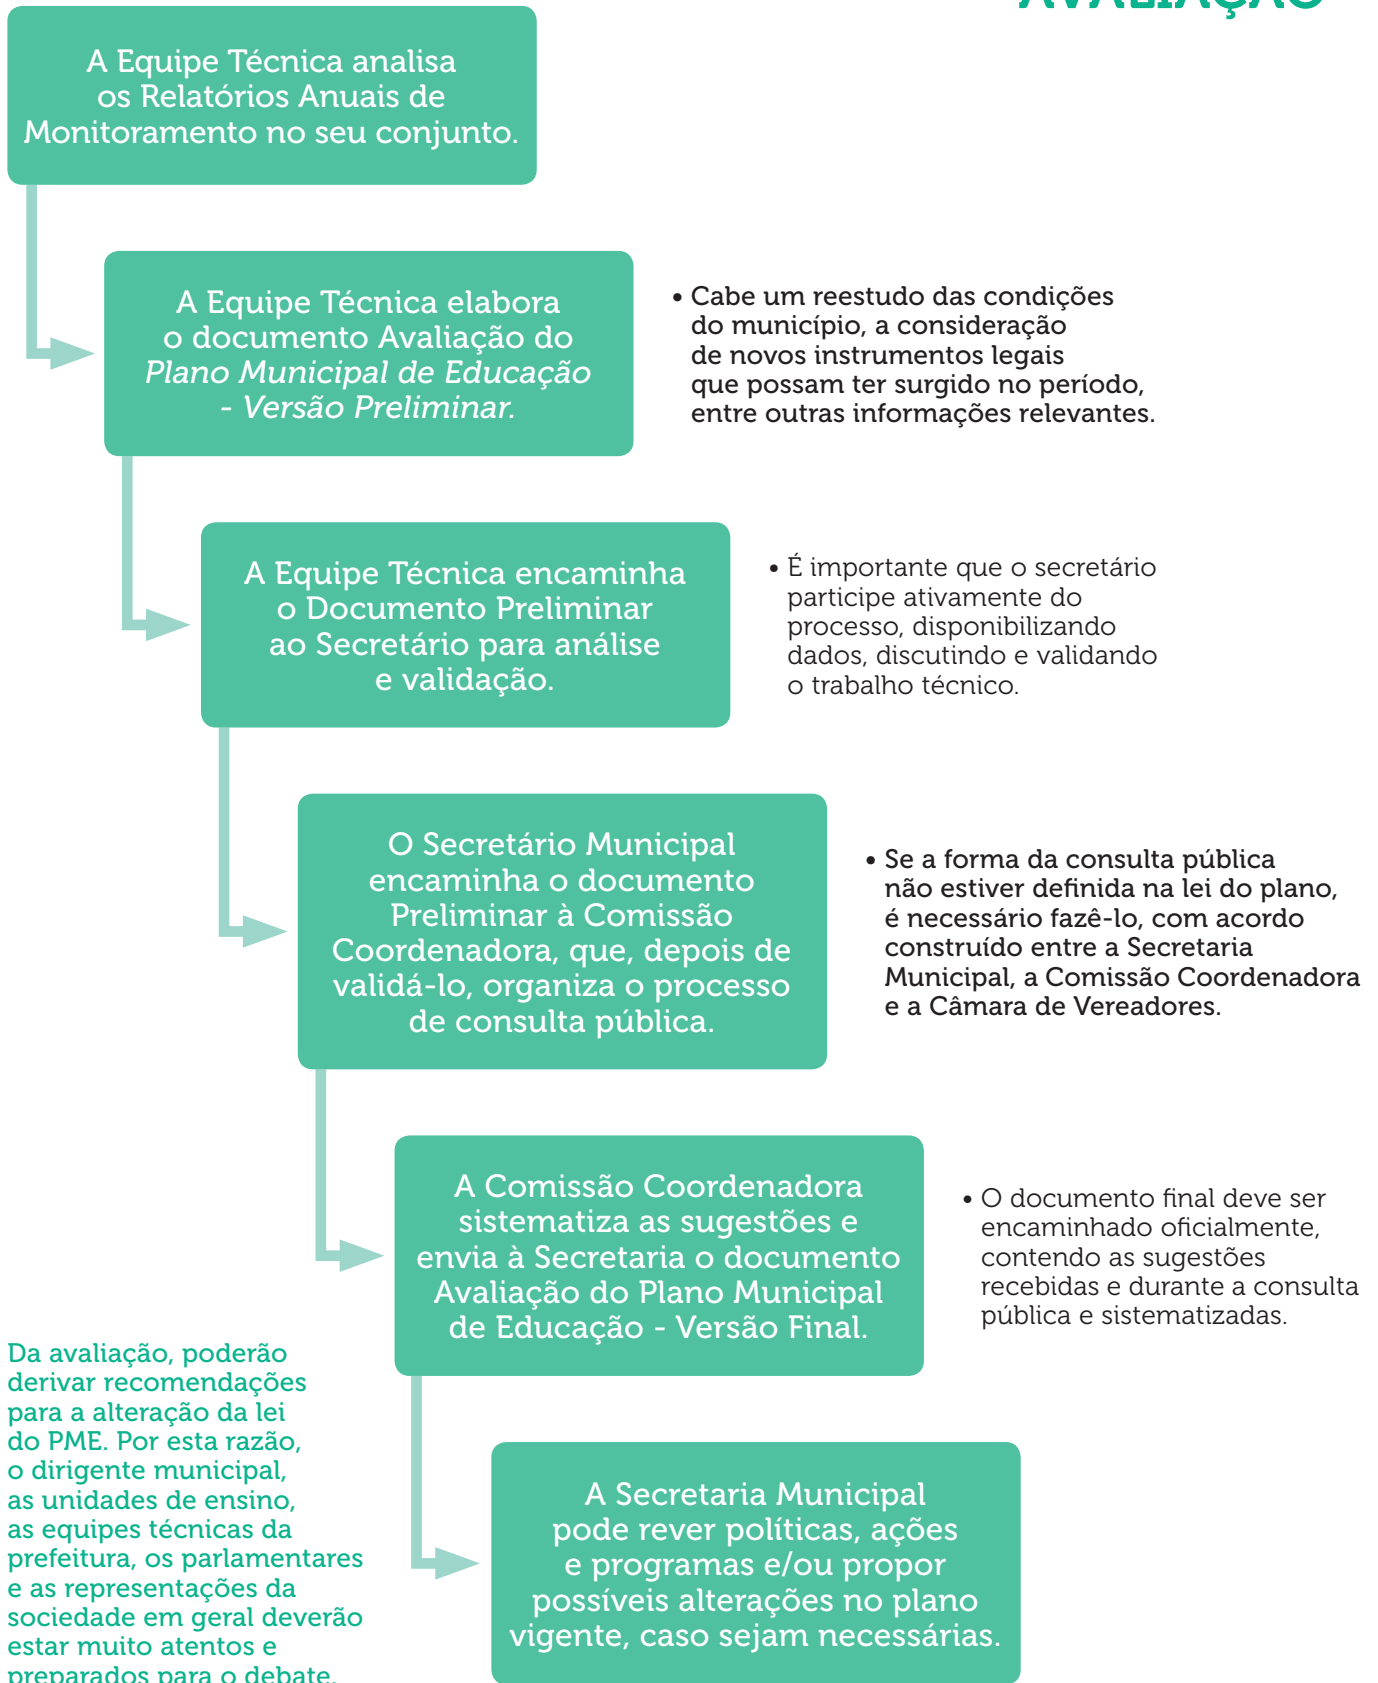 AVALIAÇÃO
A Equipe Técnica analisa
os Relatórios Anuais de
Monitoramento no seu conjunto.
A Equipe Técnica elabora
o documento Avaliação do
Plano Municipal de Educação
- Versão Preliminar.
• Cabe um reestudo das condições
do município, a consideração
de novos instrumentos legais
que possam ter surgido no período,
entre outras informações relevantes.
A Equipe Técnica encaminha
o Documento Preliminar
ao Secretário para análise
e validação.
• É importante que o secretário
participe ativamente do
processo, disponibilizando
dados, discutindo e validando
o trabalho técnico.
O Secretário Municipal
encaminha o documento
Preliminar à Comissão
Coordenadora, que, depois de
validá-lo, organiza o processo
de consulta pública.
• Se a forma da consulta pública
não estiver definida na lei do plano,
é necessário fazê-lo, com acordo
construído entre a Secretaria
Municipal, a Comissão Coordenadora
e a Câmara de Vereadores.
A Comissão Coordenadora
sistematiza as sugestões e
envia à Secretaria o documento
Avaliação do Plano Municipal
de Educação - Versão Final.
• O documento final deve ser
encaminhado oficialmente,
contendo as sugestões
recebidas e durante a consulta
pública e sistematizadas.
Da avaliação, poderão
derivar recomendações
para a alteração da lei
do PME. Por esta razão,
o dirigente municipal,
as unidades de ensino,
as equipes técnicas da
prefeitura, os parlamentares
e as representações da
sociedade em geral deverão
estar muito atentos e
preparados para o debate.
A Secretaria Municipal
pode rever políticas, ações
e programas e/ou propor
possíveis alterações no plano
vigente, caso sejam necessárias.